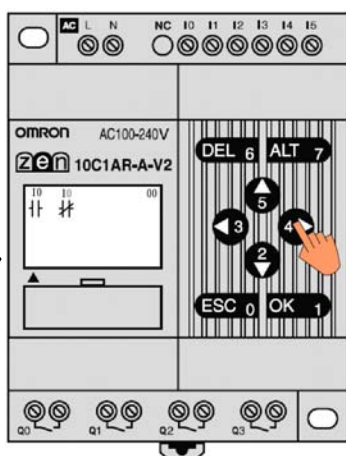 AC L N NC I0 I1 I2 I3 I4 I5
OMRON AC100-240V
zen 10C1AR-A-V2
I0 I0 00
DEL 6 ALT 7
5
3 4
2
ESC 0 OK 1
Q0 Q1 Q2 Q3